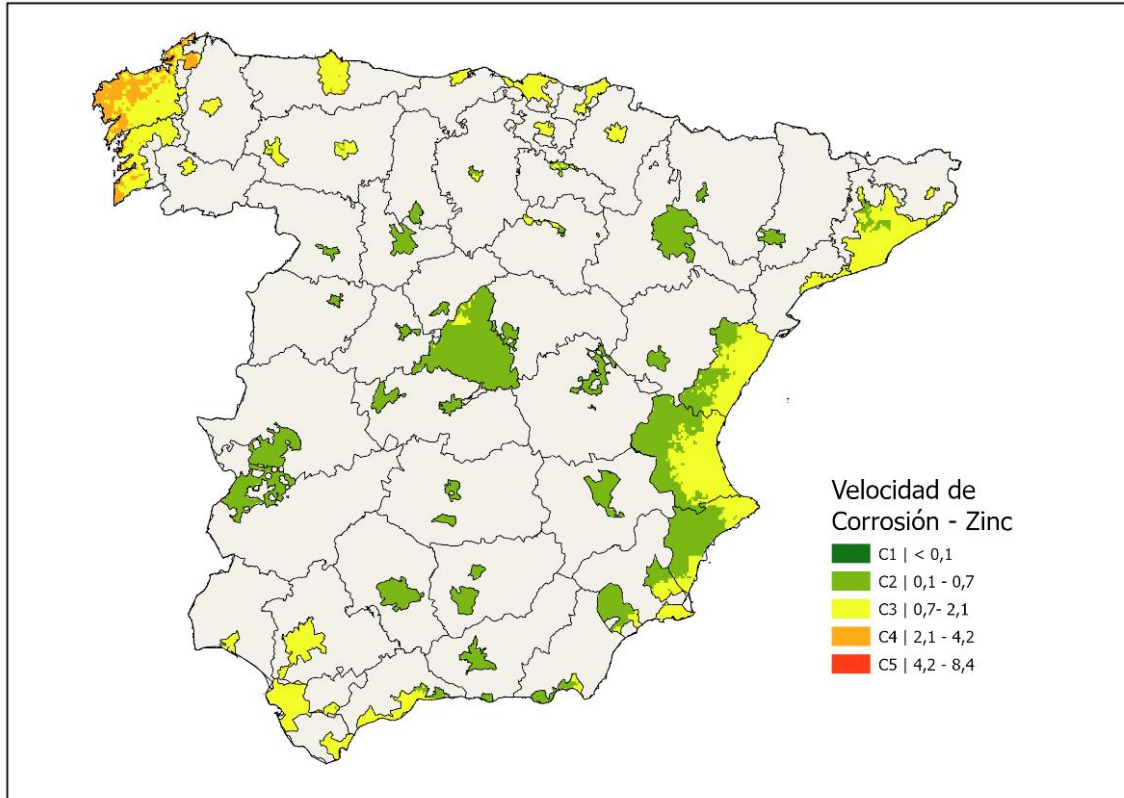 Velocidad de
Corrosión - Zinc
C1 | < 0,1
C2 | 0,1 - 0,7
C3 | 0,7- 2,1
C4 | 2,1 - 4,2
C5 | 4,2 - 8,4